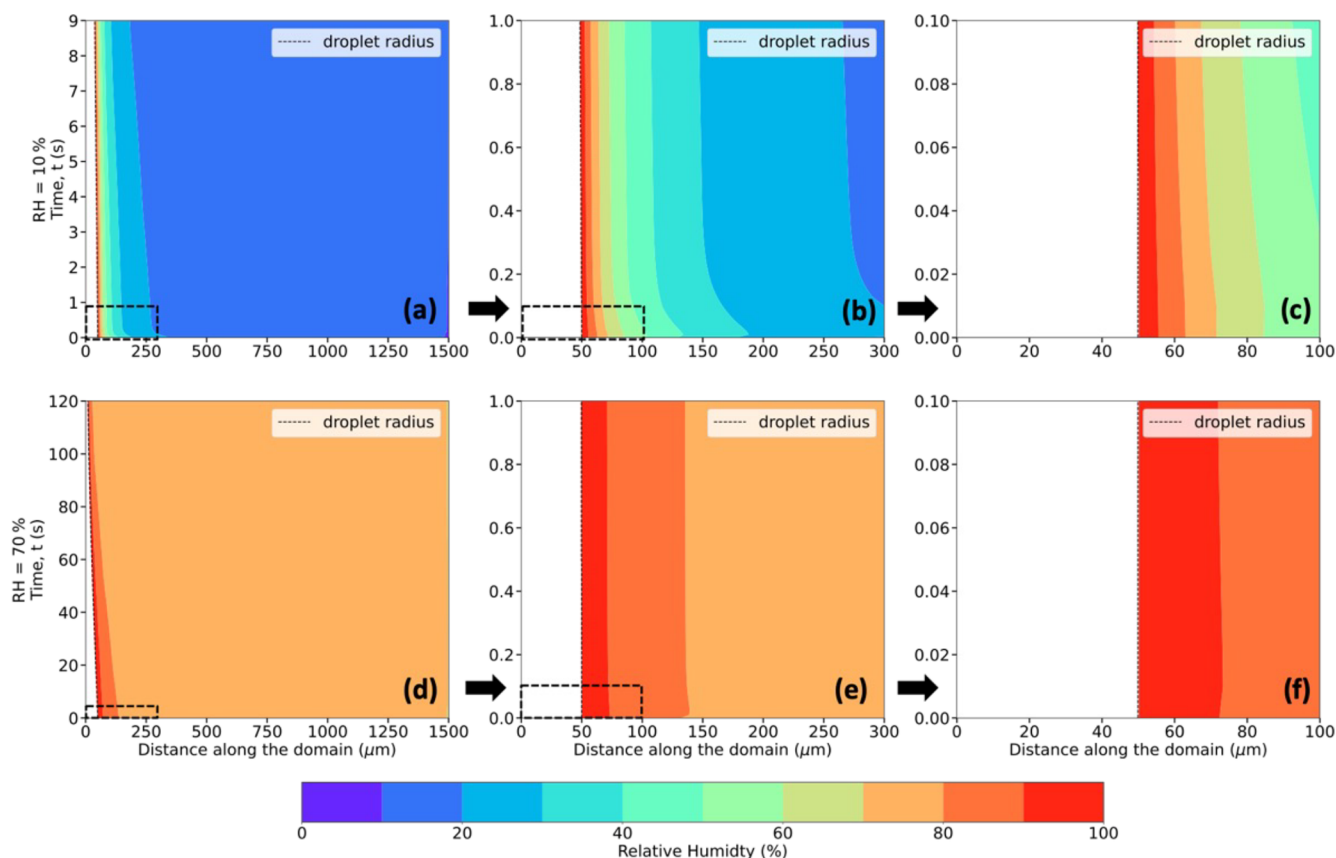 9
8
7
6
5
4
3
2
1
0
RH = 10 %
Time, t (s)
droplet radius
(a)
0 250 500 750 1000 1250 1500
1.0
0.8
0.6
0.4
0.2
0.0
droplet radius
(b)
0 50 100 150 200 250 300
0.10
0.08
0.06
0.04
0.02
0.00
droplet radius
(c)
0 20 40 60 80 100
120
100
80
60
40
20
0
RH = 70 %
Time, t (s)
droplet radius
(d)
0 250 500 750 1000 1250 1500
Distance along the domain (μm)
1.0
0.8
0.6
0.4
0.2
0.0
droplet radius
(e)
0 50 100 150 200 250 300
Distance along the domain (μm)
0.10
0.08
0.06
0.04
0.02
0.00
droplet radius
(f)
0 20 40 60 80 100
Distance along the domain (μm)
0 20 40 60 80 100
Relative Humidty (%)